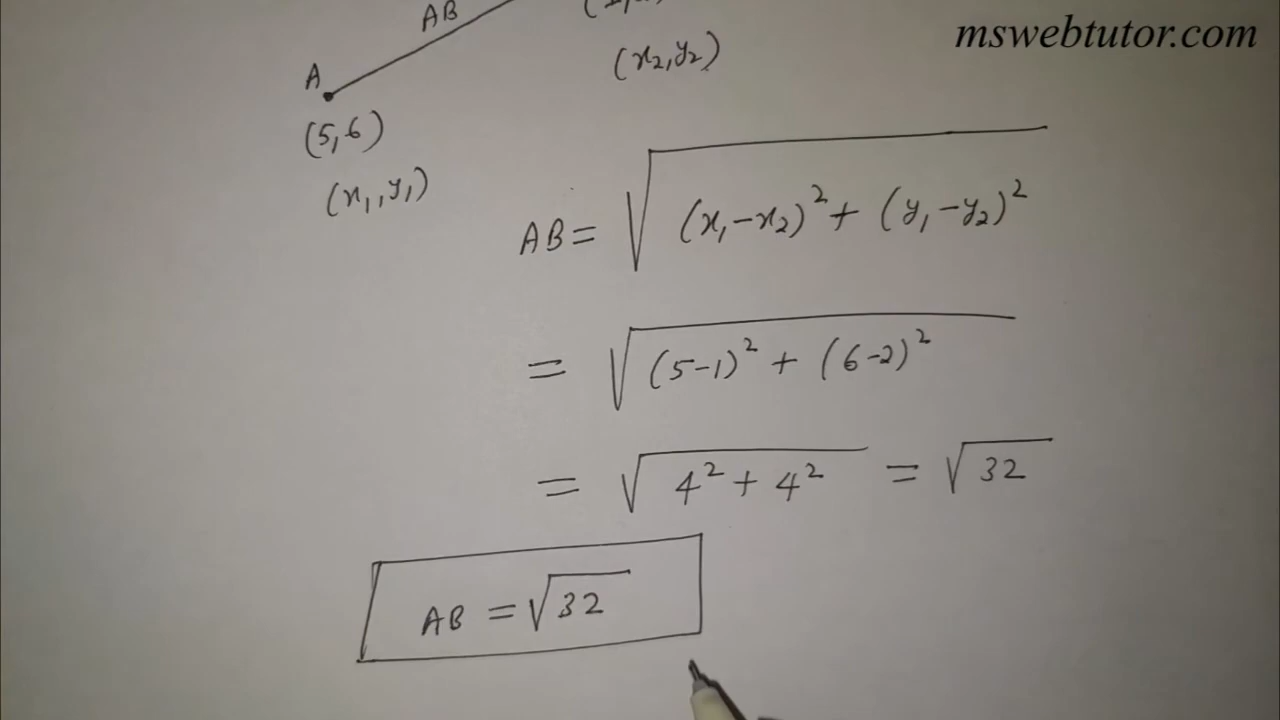 mswebtutor.com
AB
(x₂,y₂)
A
(5,6)
(x₁,y₁)
AB = √((x₁-x₂)² + (y₁-y₂)²)
= √((5-1)² + (6-2)²)
= √(4² + 4²) = √32
AB = √32